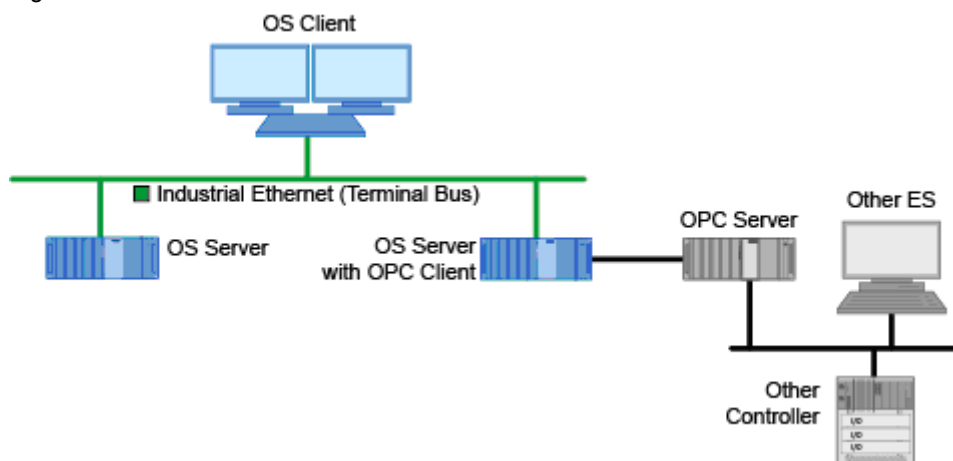 OS Client
Industrial Ethernet (Terminal Bus)
OS Server
OS Server
with OPC Client
OPC Server
Other ES
Other
Controller
I/O
I/O
I/O